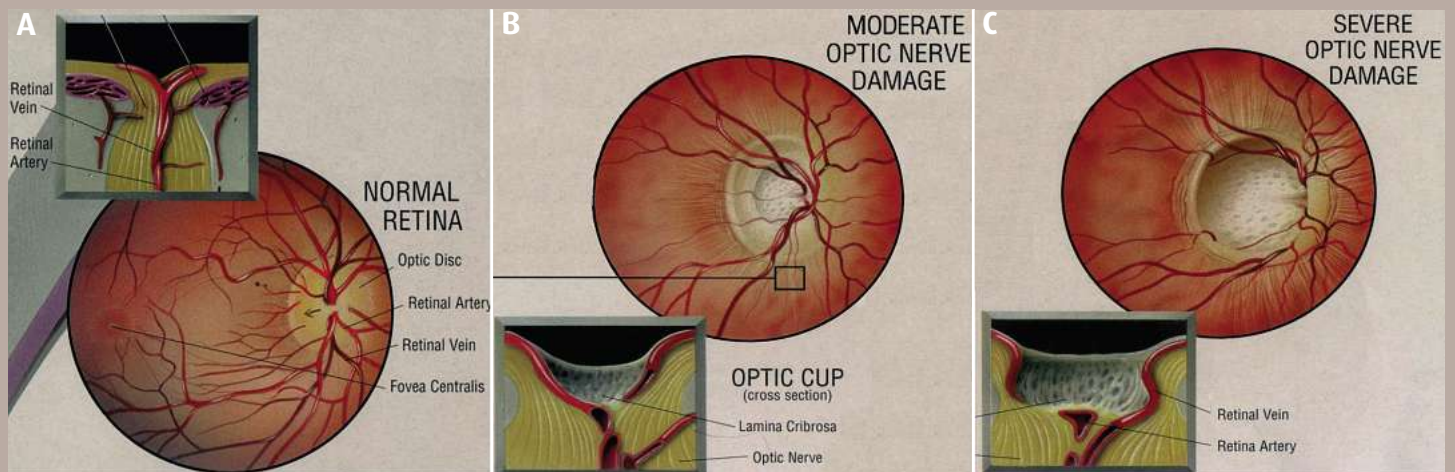 A
Retinal
Vein
Retinal
Artery
NORMAL
RETINA
Optic Disc
Retinal Artery
Retinal Vein
Fovea Centralis
B
MODERATE
OPTIC NERVE
DAMAGE
OPTIC CUP
(cross section)
Lamina Cribrosa
Optic Nerve
C
SEVERE
OPTIC NERVE
DAMAGE
Retinal Vein
Retina Artery